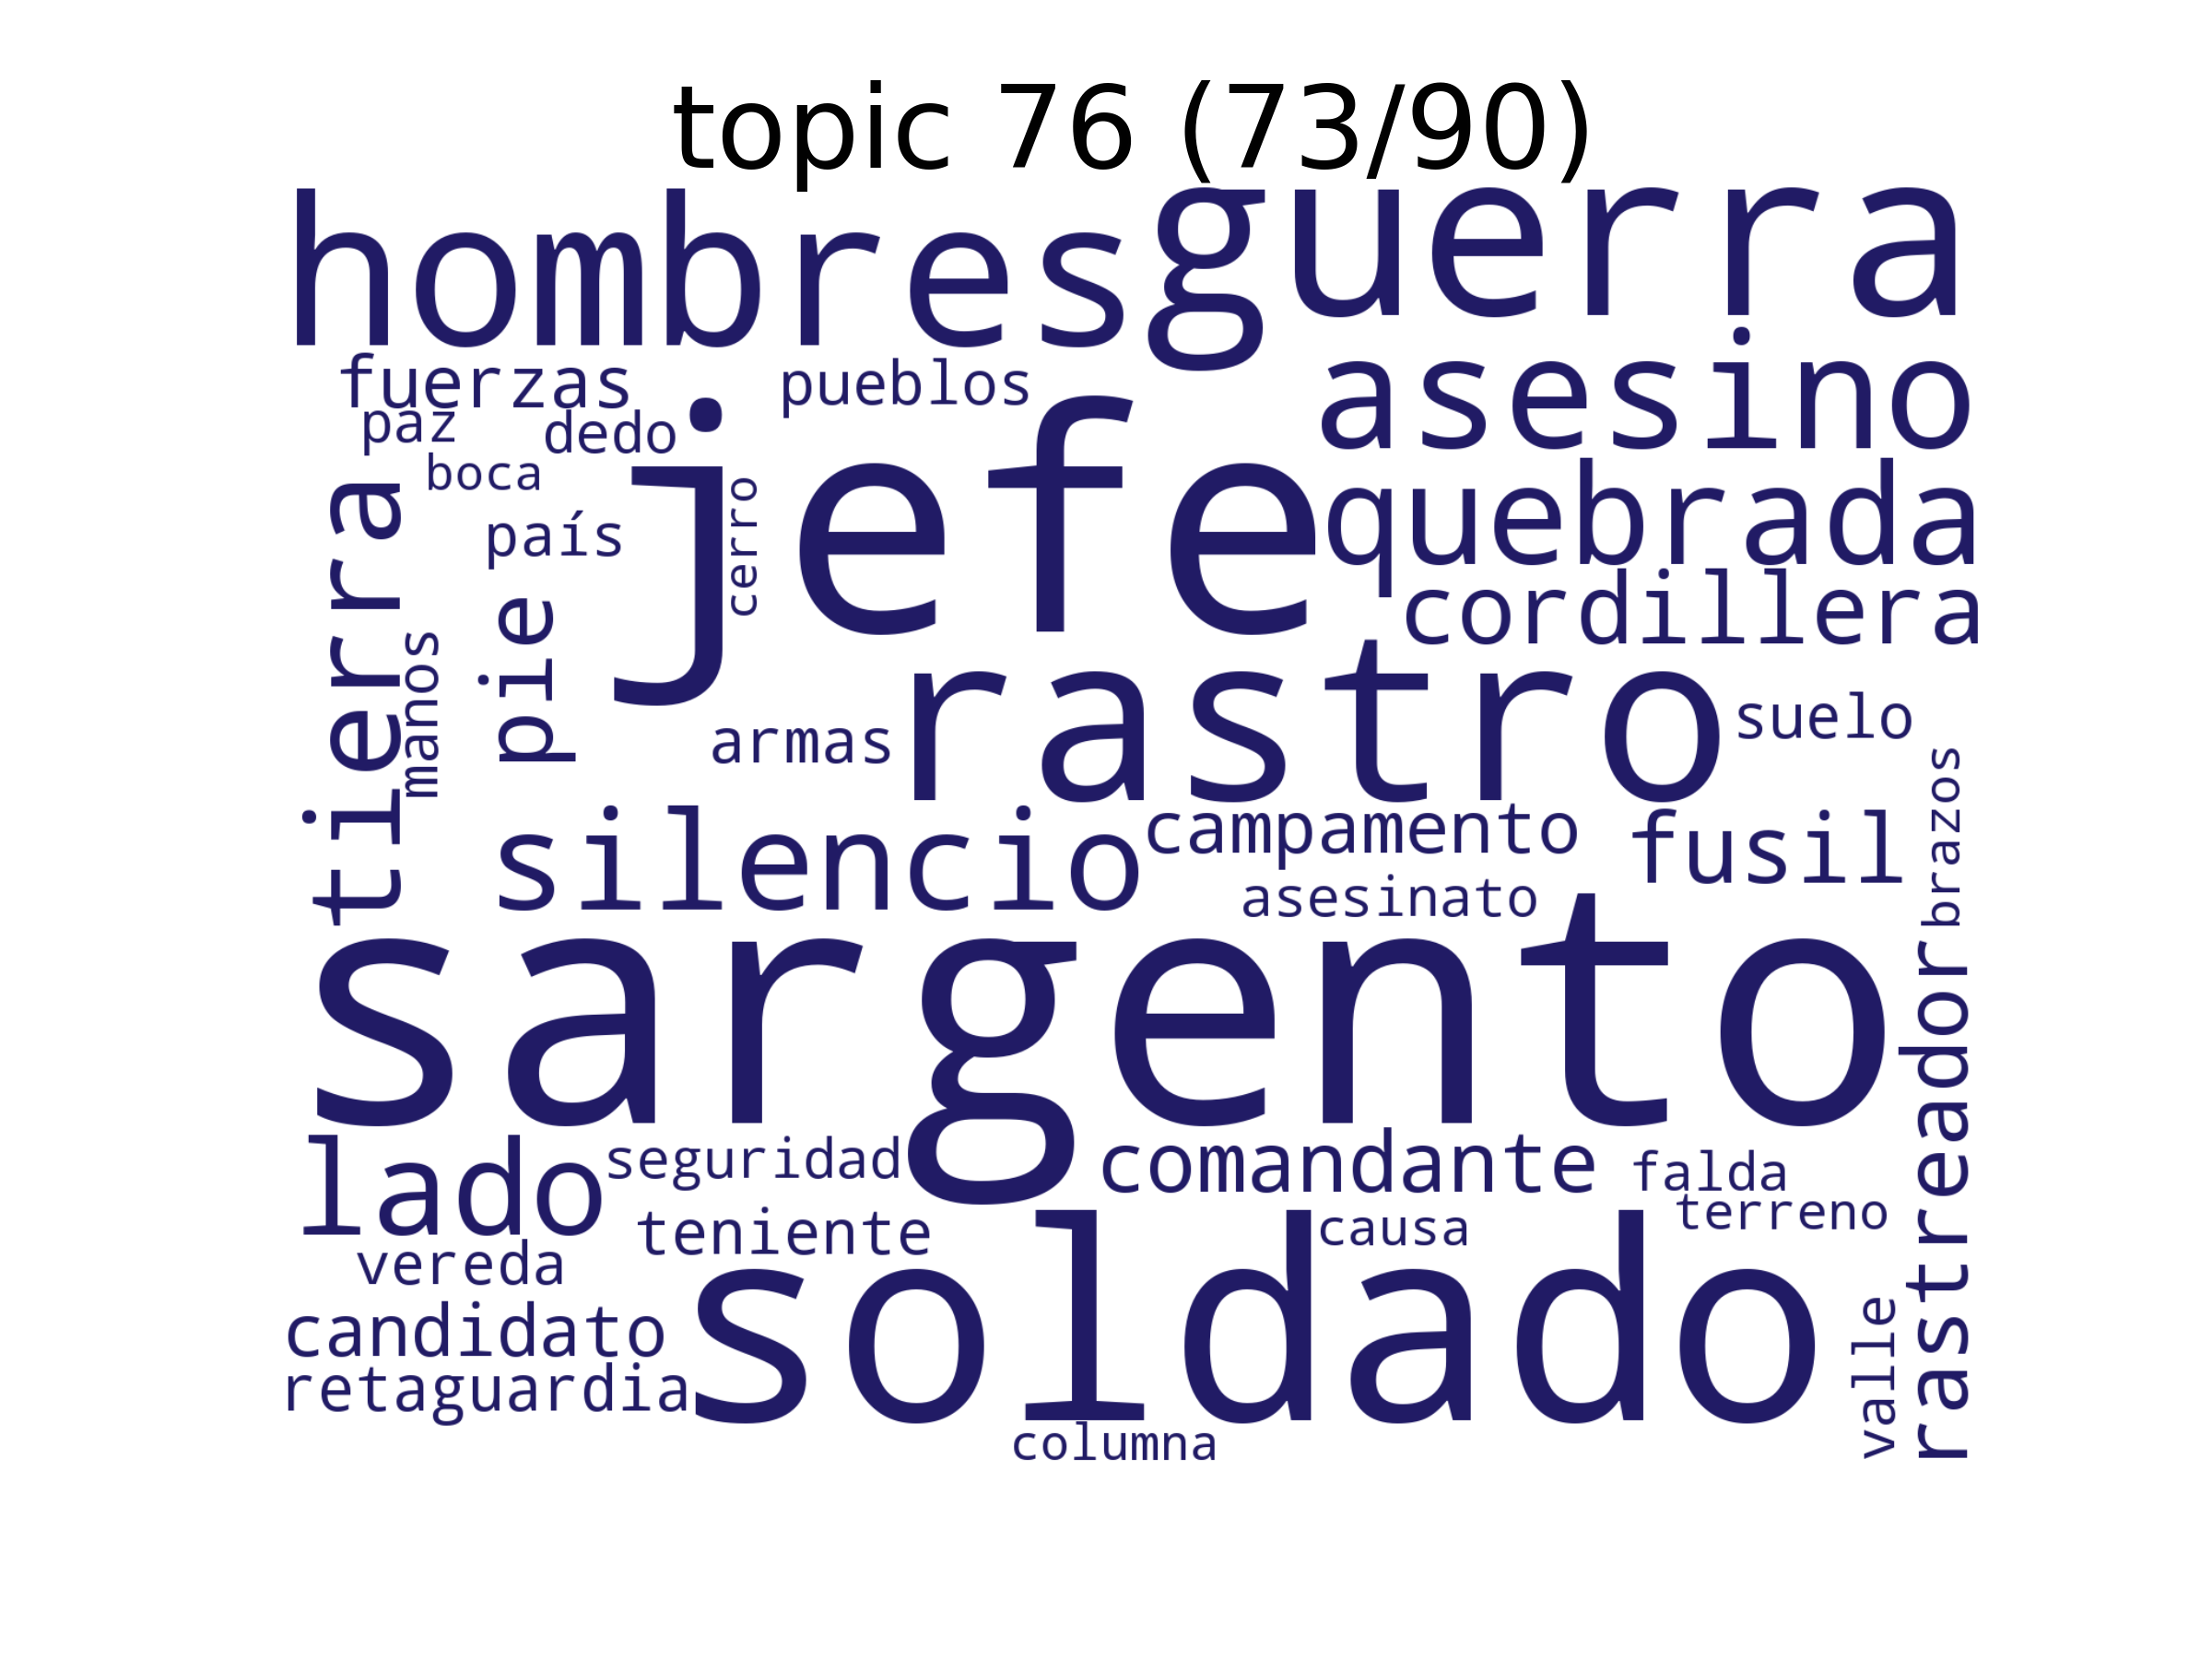 topic 76 (73/90)
hombres
guerra
fuerzas
pueblos
asesino
paz
dedo
jefe
boca
quebrada
país
cerro
cordillera
tierra
manos
pie
rastro
suelo
armas
silencio
campamento
fusil
brazos
asesinato
sargento
rastreador
lado
seguridad
comandante
falda
terreno
teniente
causa
vereda
soldado
candidato
valle
retaguardia
columna